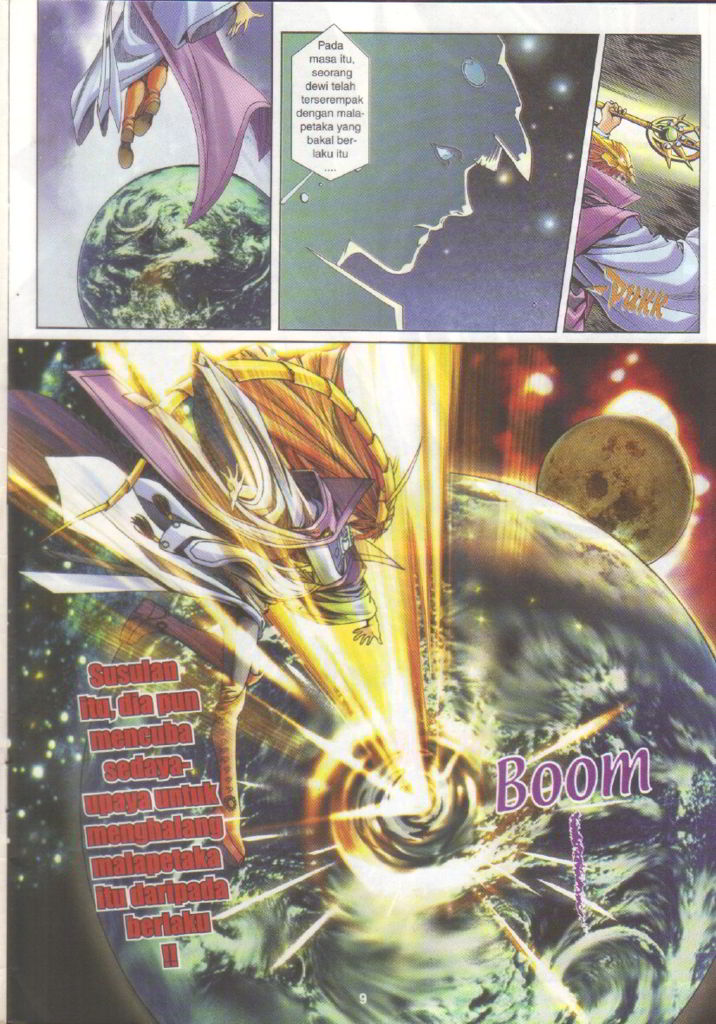 Pada
masa itu,
seorang
dewi telah
terserempak
dengan mala-
petaka yang
bakal ber-
laku itu
....
PUKK
Susulan
itu, dia pun
mencuba
sedaya-
upaya untuk
menghalang
malapetaka
itu daripada
berlaku
!!
BOOM
9